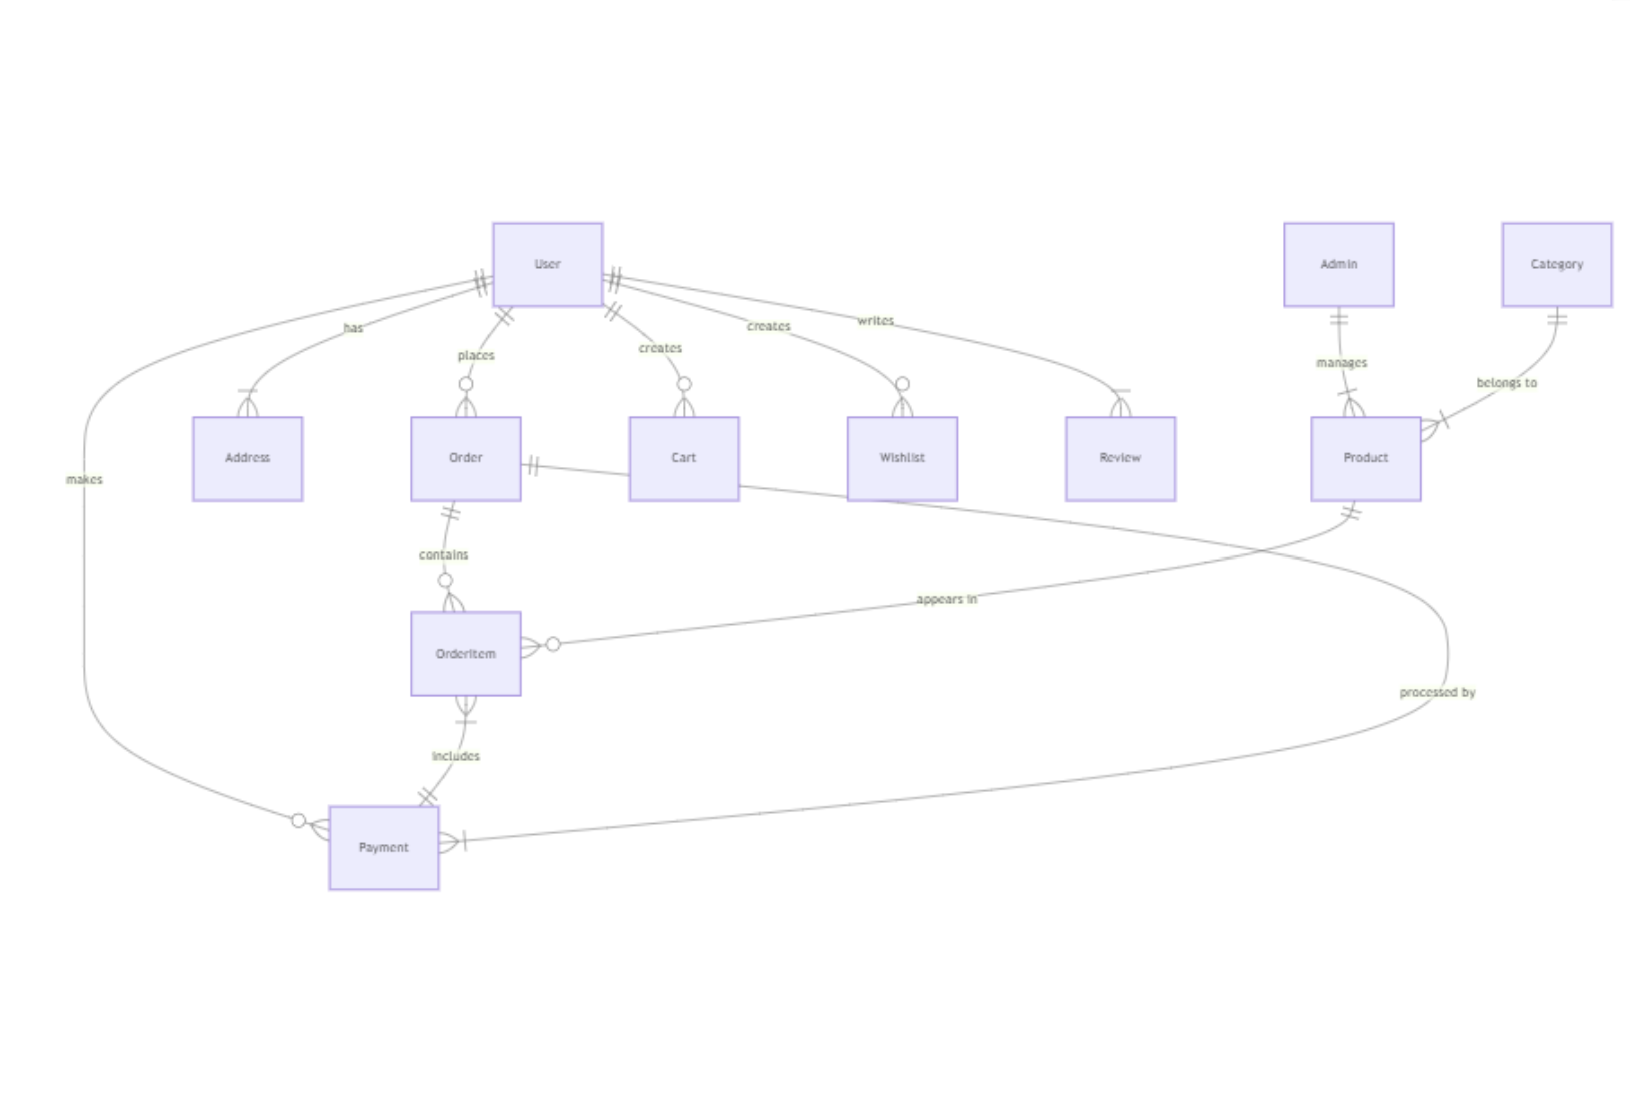 User
Admin
Category
has
places
creates
creates
writes
manages
belongs to
Address
Order
Cart
Wishlist
Review
Product
makes
contains
appears in
OrderItem
processed by
includes
Payment